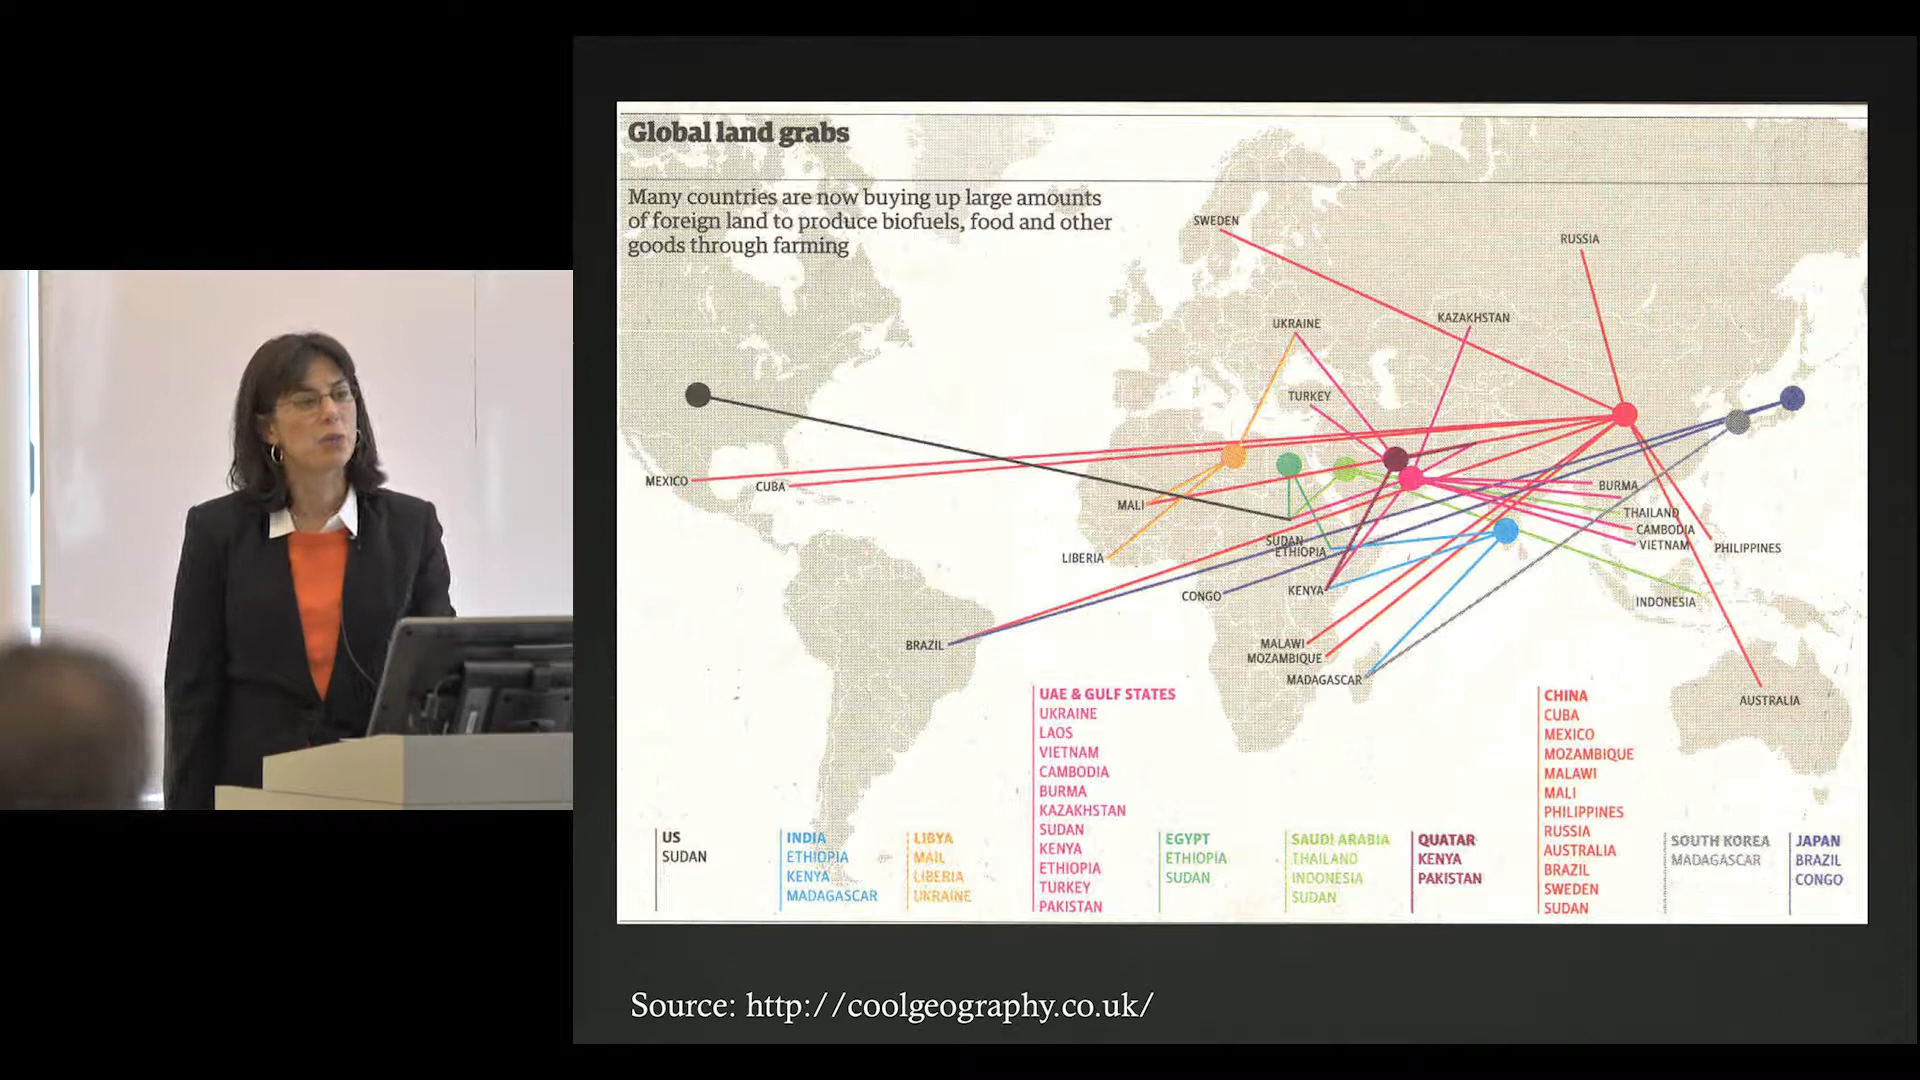 Global land grabs
Many countries are now buying up large amounts
of foreign land to produce biofuels, food and other
goods through farming
SWEDEN
RUSSIA
UKRAINE
KAZAKHSTAN
TURKEY
MEXICO
CUBA
MALI
BURMA
THAILAND
CAMBODIA
VIETNAM
PHILIPPINES
LIBERIA
SUDAN
ETHIOPIA
CONGO
KENYA
INDONESIA
BRAZIL
MALAWI
MOZAMBIQUE
MADAGASCAR
AUSTRALIA
US
SUDAN
INDIA
ETHIOPIA
KENYA
MADAGASCAR
LIBYA
MAIL
LIBERIA
UKRAINE
UAE & GULF STATES
UKRAINE
LAOS
VIETNAM
CAMBODIA
BURMA
KAZAKHSTAN
SUDAN
KENYA
ETHIOPIA
TURKEY
PAKISTAN
EGYPT
ETHIOPIA
SUDAN
SAUDI ARABIA
THAILAND
INDONESIA
SUDAN
QUATAR
KENYA
PAKISTAN
CHINA
CUBA
MEXICO
MOZAMBIQUE
MALAWI
MALI
PHILIPPINES
RUSSIA
AUSTRALIA
BRAZIL
SWEDEN
SUDAN
SOUTH KOREA
MADAGASCAR
JAPAN
BRAZIL
CONGO
Source: http://coolgeography.co.uk/